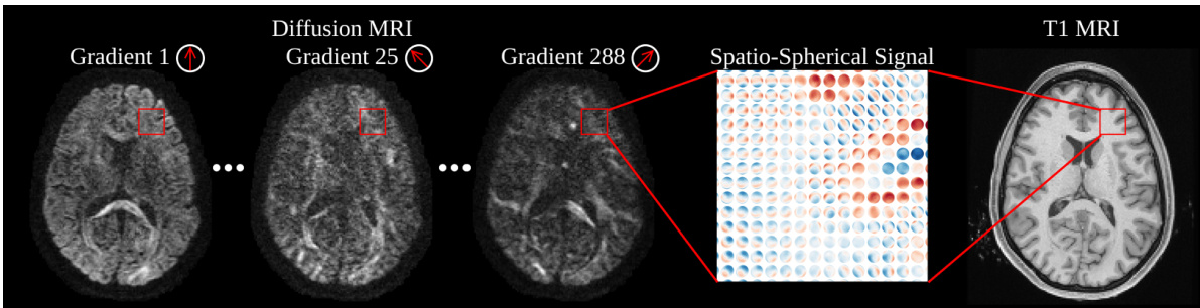 Diffusion MRI
T1 MRI
Gradient 1
Gradient 25
Gradient 288
Spatio-Spherical Signal